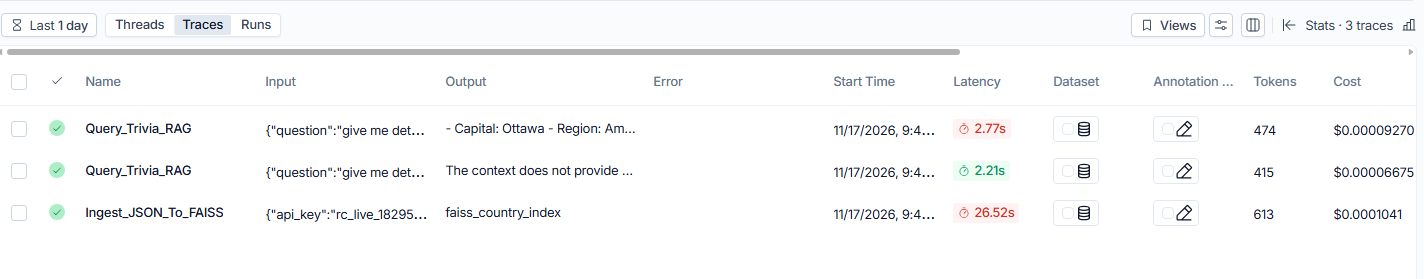 Last 1 day Threads Traces Runs Views Stats · 3 traces
Name Input Output Error Start Time Latency Dataset Annotation ... Tokens Cost
Query_Trivia_RAG {"question":"give me det... - Capital: Ottawa - Region: Am... 11/17/2026, 9:4... 2.77s 474 $0.00009270
Query_Trivia_RAG {"question":"give me det... The context does not provide ... 11/17/2026, 9:4... 2.21s 415 $0.00006675
Ingest_JSON_To_FAISS {"api_key":"rc_live_18295... faiss_country_index 11/17/2026, 9:4... 26.52s 613 $0.0001041